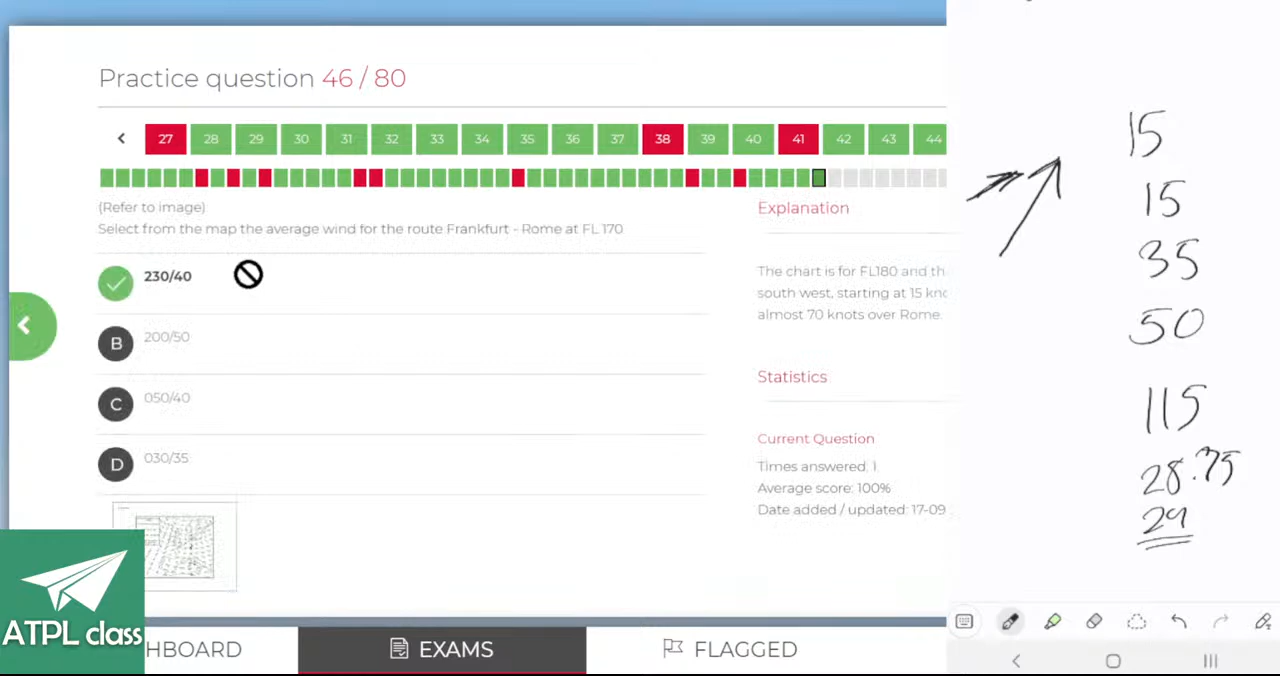 Practice question 46 / 80
27 28 29 30 31 32 33 34 35 36 37 38 39 40 41 42 43 44
(Refer to image)
Select from the map the average wind for the route Frankfurt - Rome at FL 170
230/40
B 200/50
C 050/40
D 030/35
Explanation
The chart is for FL180 and th
south west, starting at 15 kno
almost 70 knots over Rome.
Statistics
Current Question
Times answered: 1
Average score: 100%
Date added / updated: 17-09
ATPL class
HBOARD
EXAMS
FLAGGED
15
15
35
50
115
28.75
29